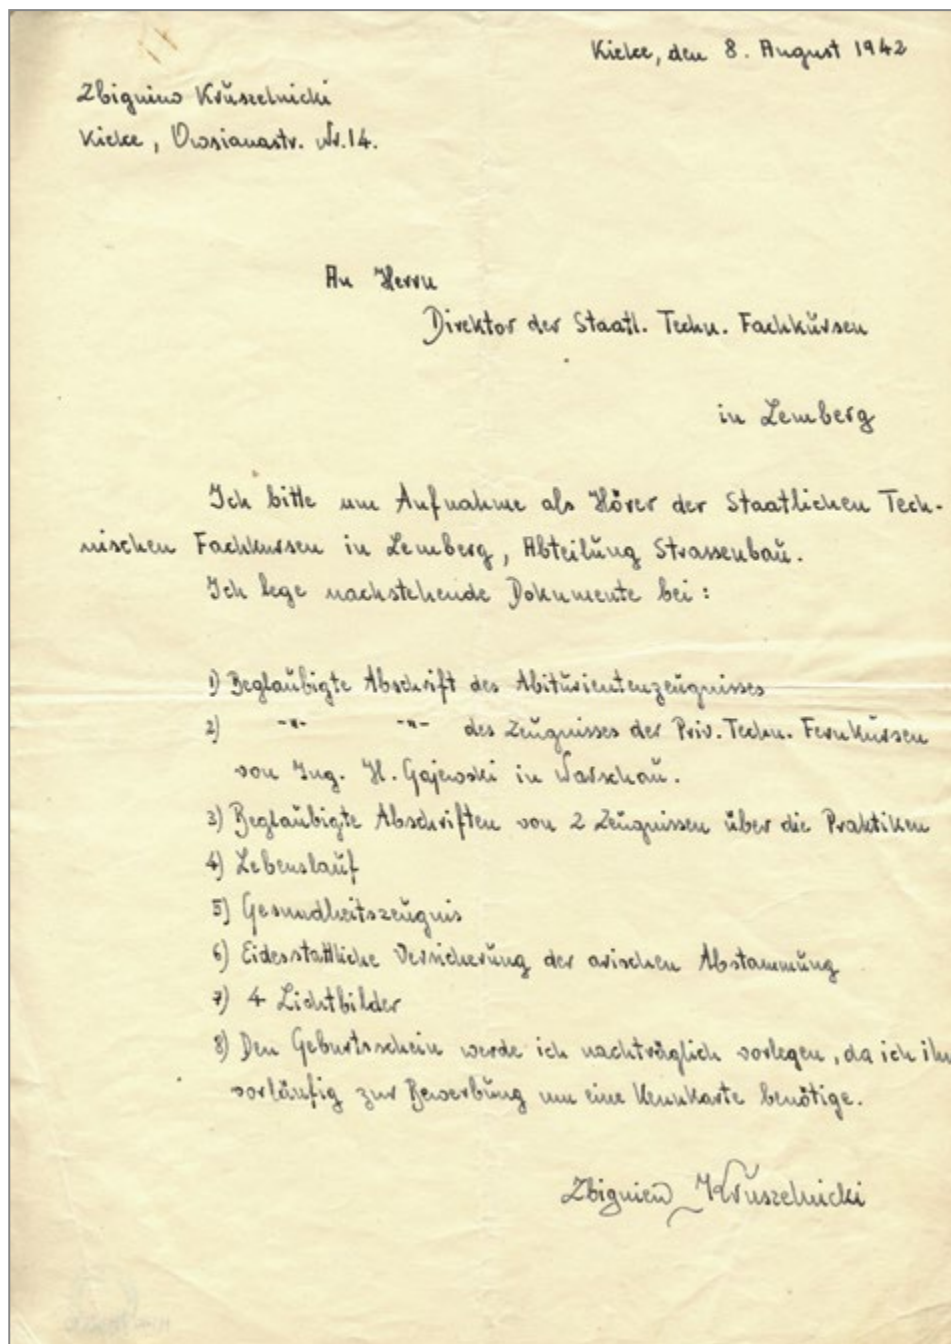 Kielce, den 8. August 1942
Zbigniew Kruszelnicki
Kielce, Owsianastr. Nr. 14.
An Herrn
Direktor der Staatl. Techn. Fachkursen
in Lemberg
Ich bitte um Aufnahme als Hörer der Staatlichen Tech-
nischen Fachkursen in Lemberg, Abteilung Strassenbau.
Ich lege nachstehende Dokumente bei:
1) Beglaubigte Abschrift des Abiturientenzeugnisses
2) -"- -"- des Zeugnisses der Priv. Techn. Fernkursen
von Ing. H. Gajewski in Warschau.
3) Beglaubigte Abschriften von 2 Zeugnissen über die Praktiken
4) Lebenslauf
5) Gesundheitszeugnis
6) Eidesstattliche Versicherung der arischen Abstammung
7) 4 Lichtbilder
8) Den Geburtsschein werde ich nachträglich vorlegen, da ich ihn
vorläufig zur Bewerbung um eine Kennkarte benötige.
Zbigniew Kruszelnicki